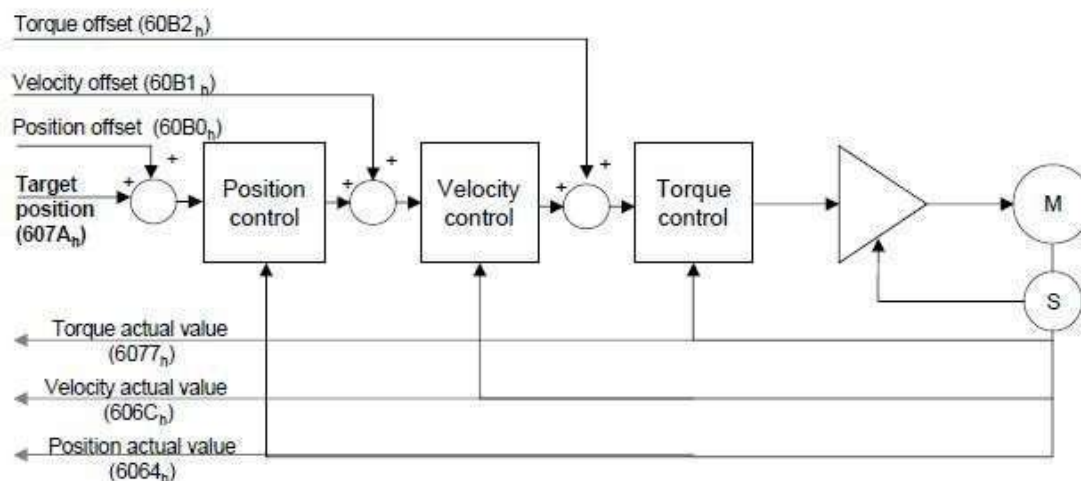 Torque offset (60B2h)
Velocity offset (60B1h)
Position offset (60B0h)
+
+
+
+
+
+
Target
position
(607Ah)
Position
control
Velocity
control
Torque
control
M
S
Torque actual value
(6077h)
Velocity actual value
(606Ch)
Position actual value
(6064h)